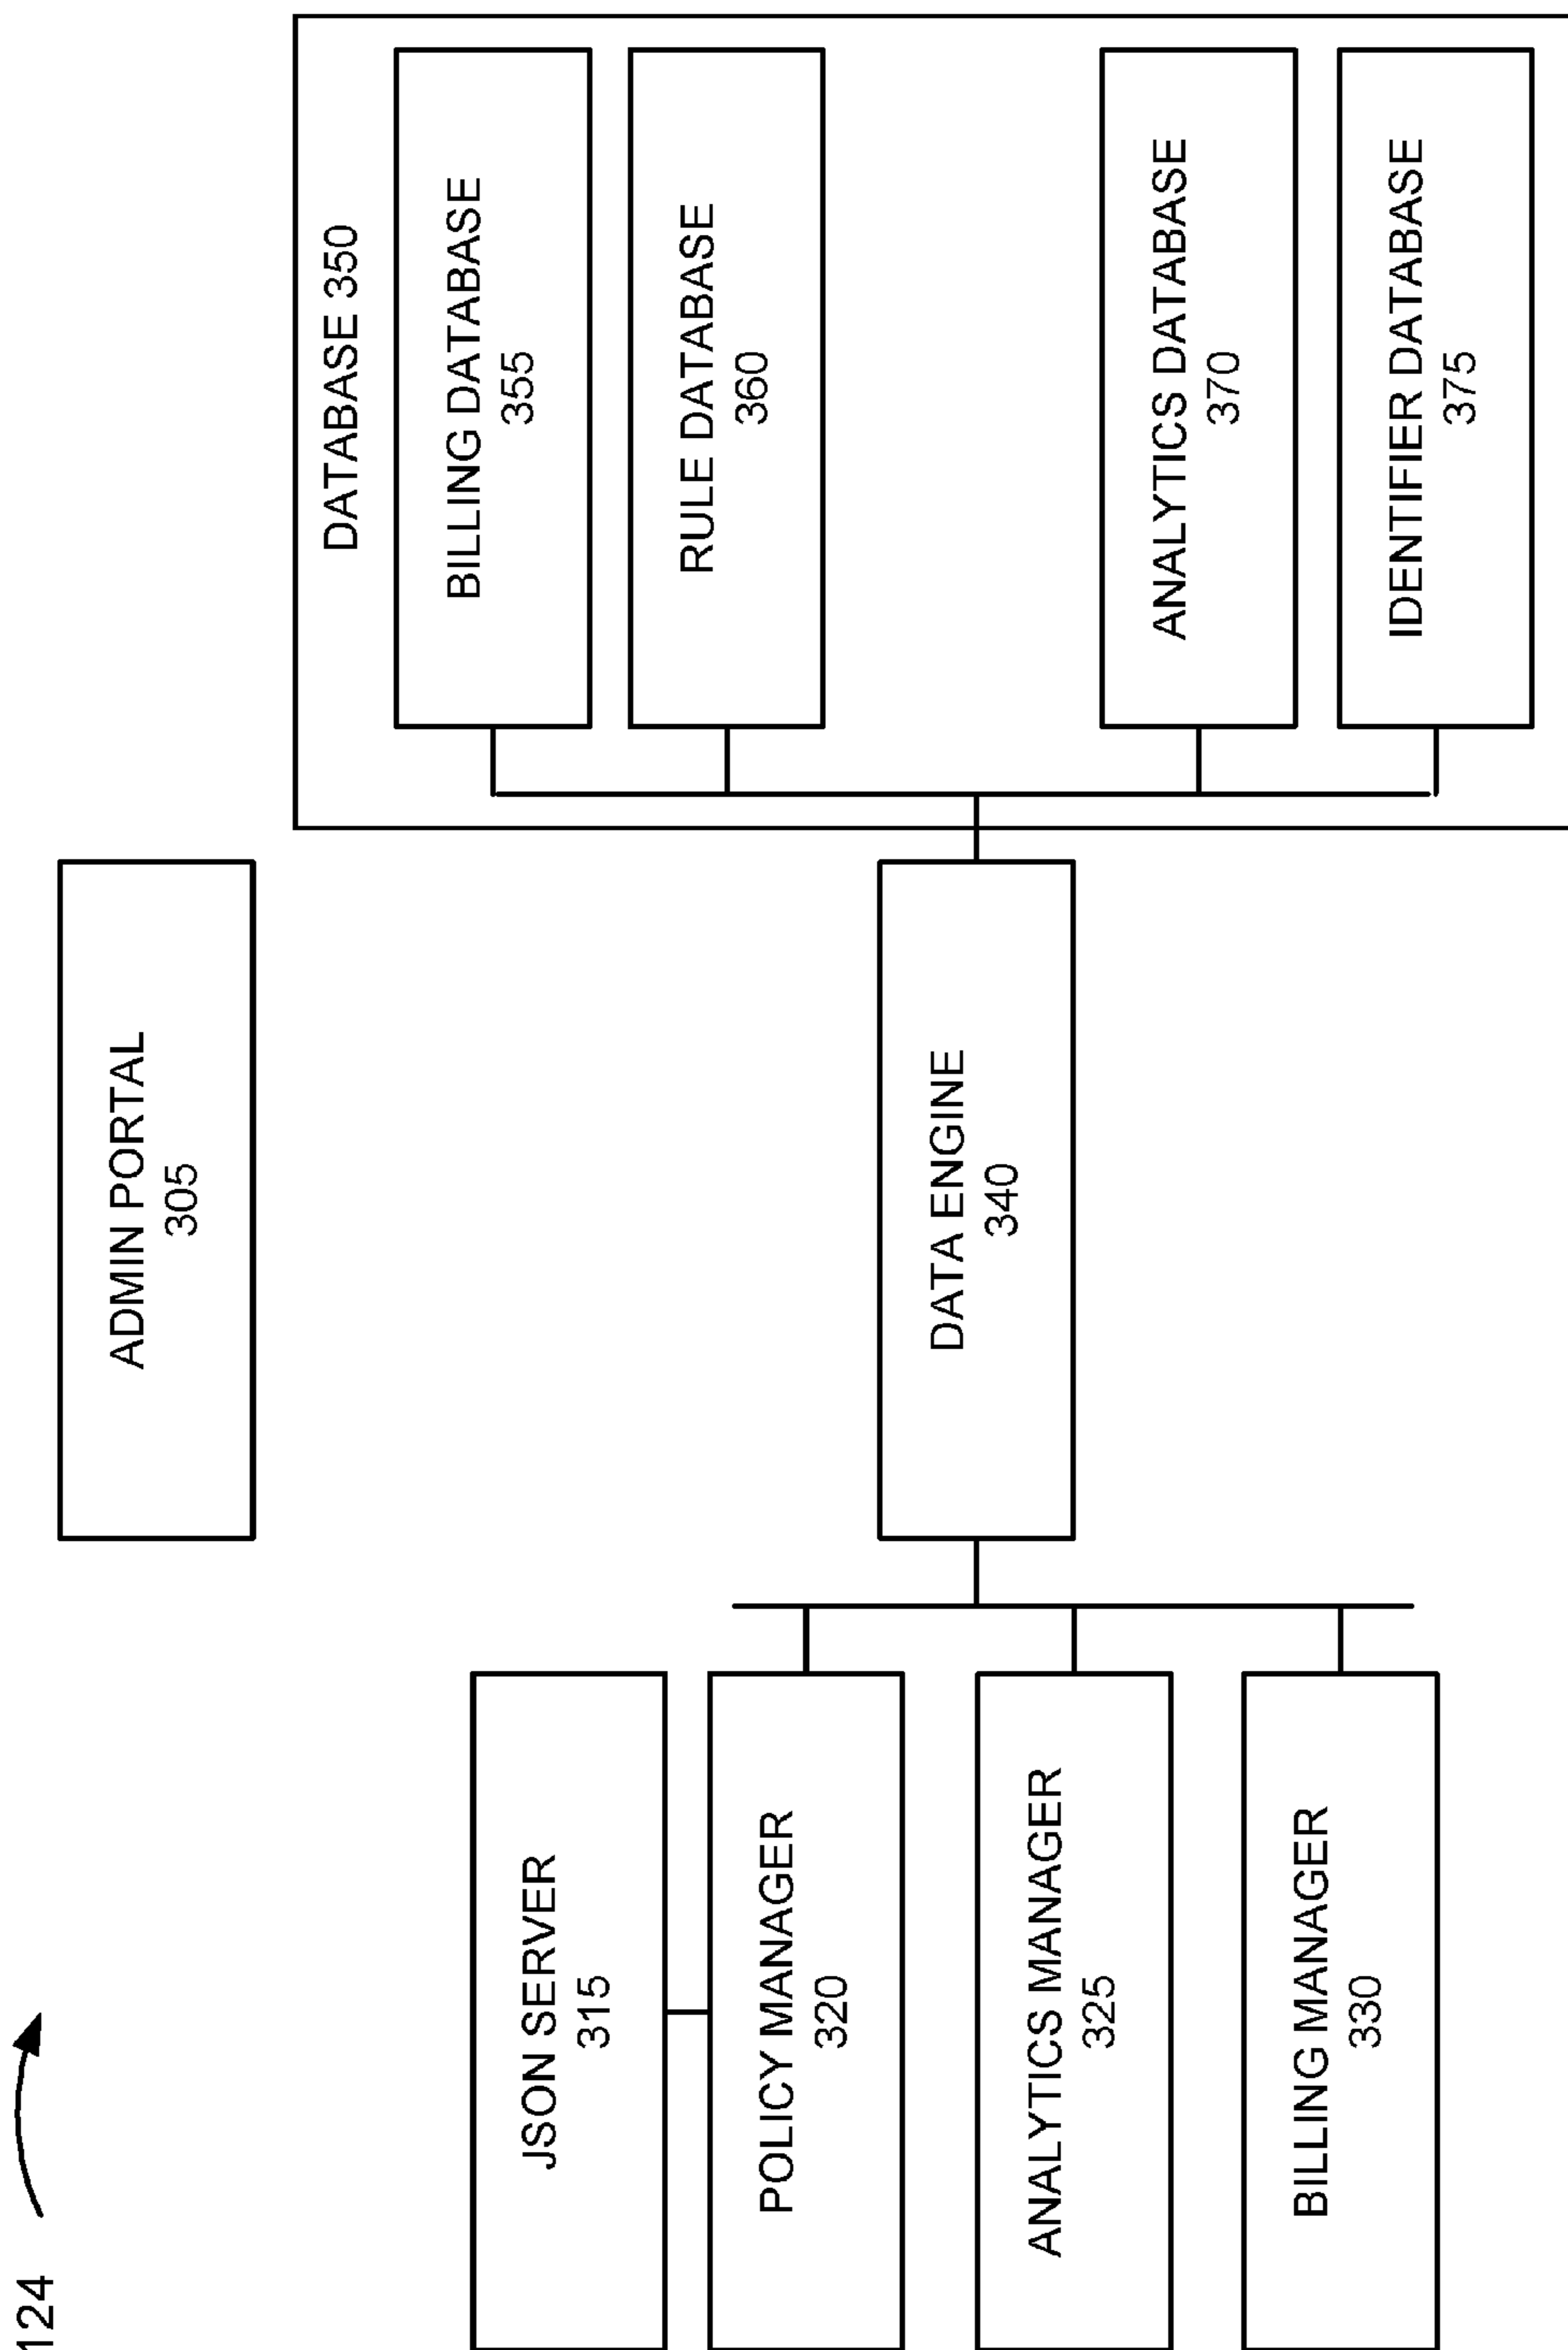 124
ADMIN PORTAL
305
JSON SERVER
315
POLICY MANAGER
320
ANALYTICS MANAGER
325
BILLING MANAGER
330
DATA ENGINE
340
DATABASE 350
BILLING DATABASE
355
RULE DATABASE
360
ANALYTICS DATABASE
370
IDENTIFIER DATABASE
375